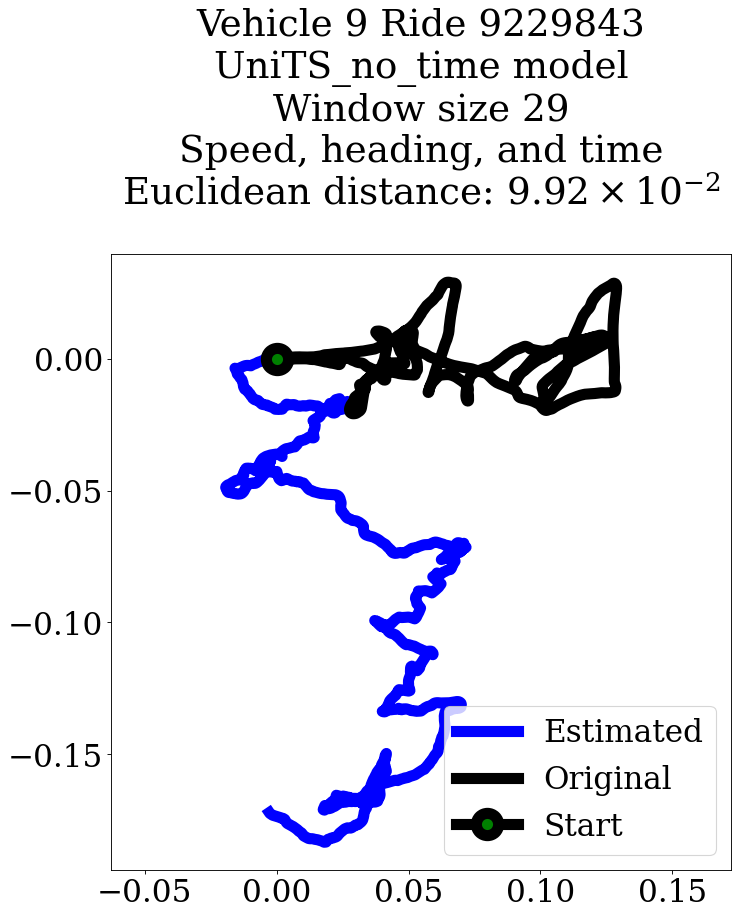 Vehicle 9 Ride 9229843
UniTS_no_time model
Window size 29
Speed, heading, and time
Euclidean distance: 9.92 × 10⁻²
0.00
−0.05
−0.10
−0.15
Estimated
Original
Start
−0.05 0.00 0.05 0.10 0.15